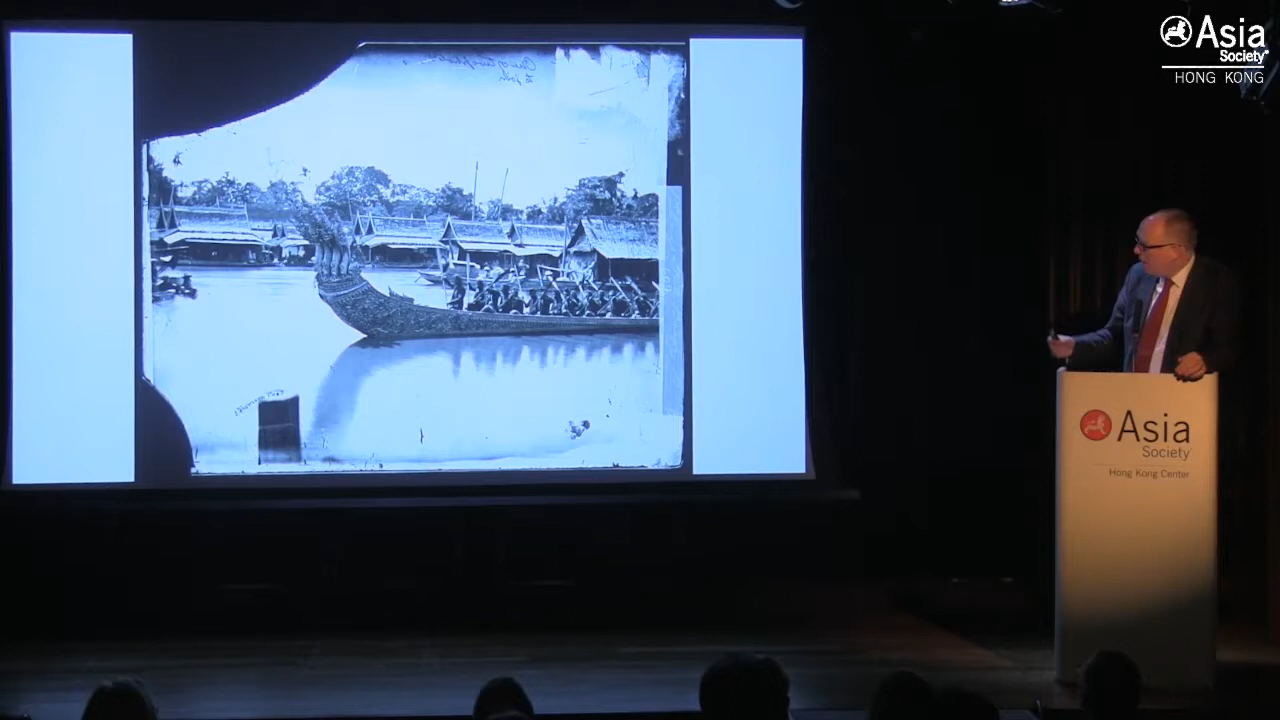 Asia
Society
HONG KONG
Asia
Society
Hong Kong Center